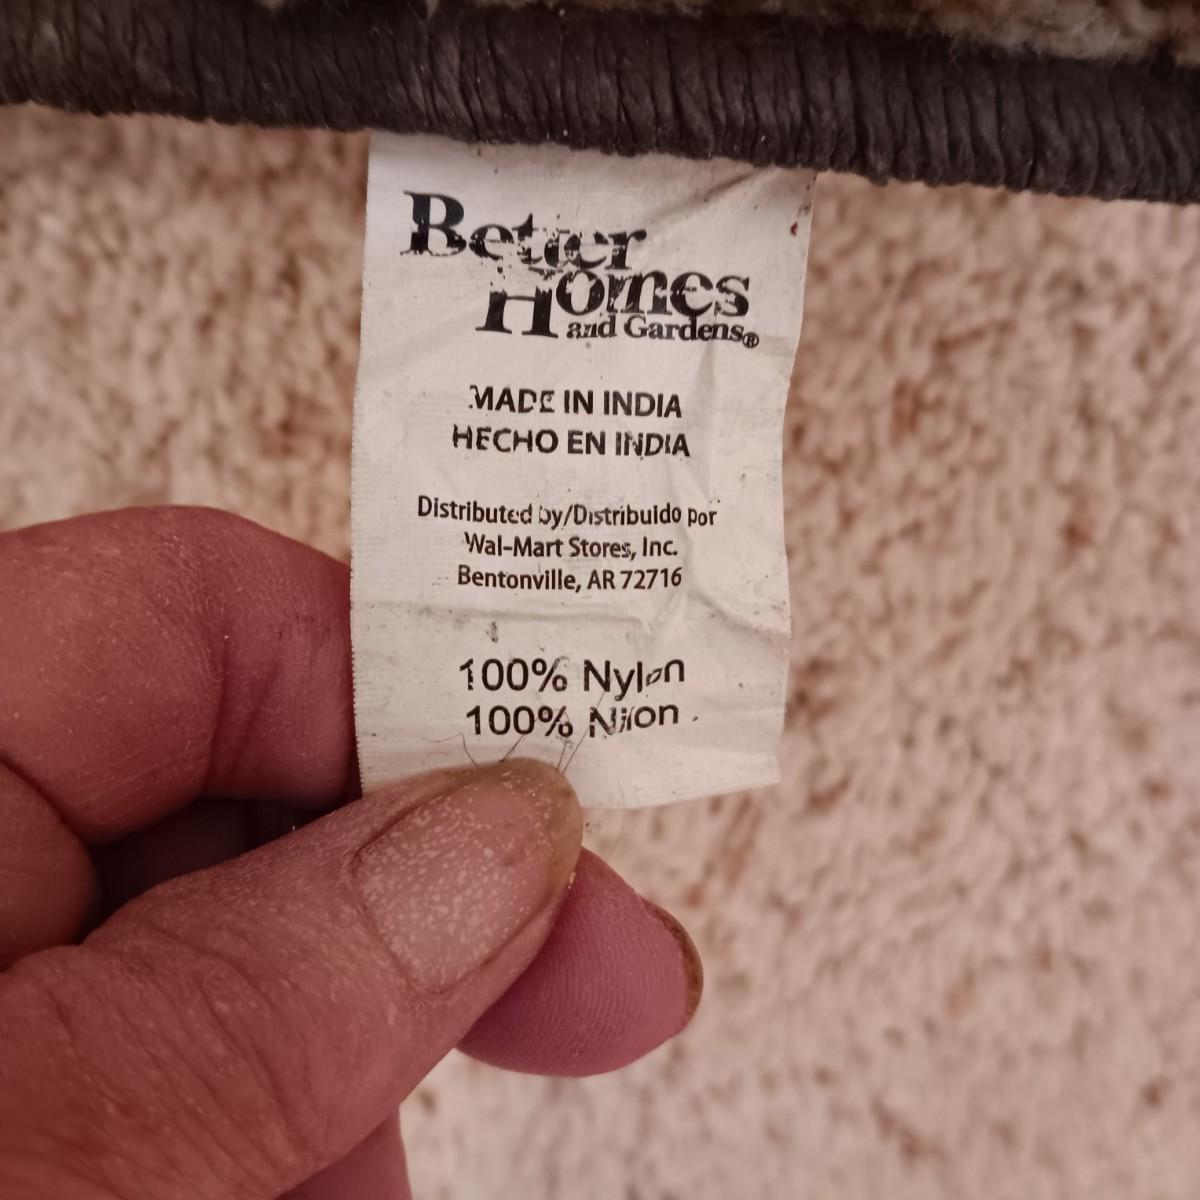 Better
Homes
and Gardens®
MADE IN INDIA
HECHO EN INDIA
Distributed by/Distribuido por
Wal-Mart Stores, Inc.
Bentonville, AR 72716
100% Nylon
100% Nilon